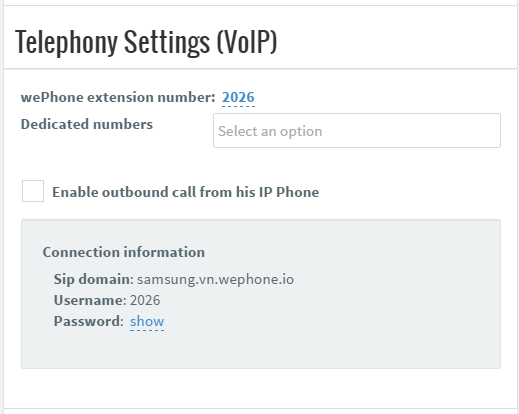 Telephony Settings (VoIP)
wePhone extension number: 2026
Dedicated numbers
Select an option
Enable outbound call from his IP Phone
Connection information
Sip domain: samsung.vn.wephone.io
Username: 2026
Password: show